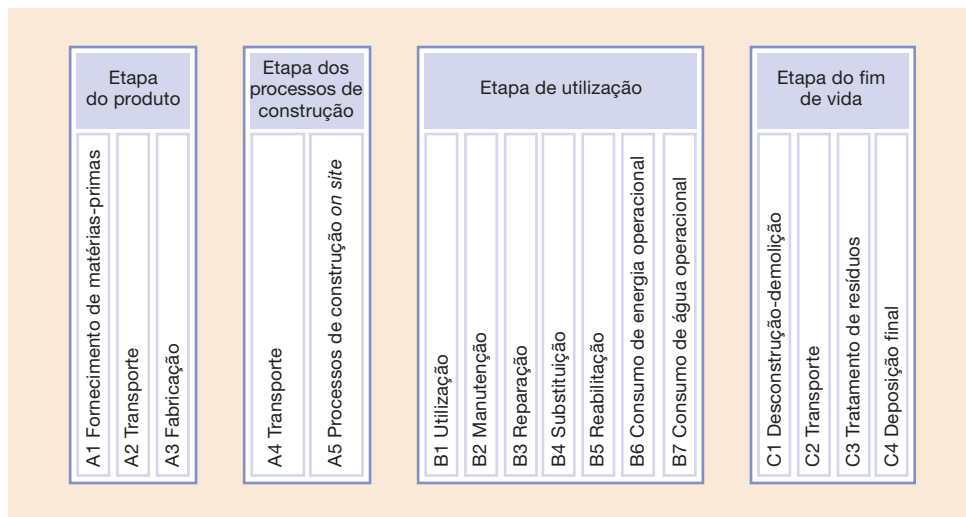 Etapa
do produto
A1 Fornecimento de matérias-primas
A2 Transporte
A3 Fabricação
Etapa dos
processos de
construção
A4 Transporte
A5 Processos de construção on site
Etapa de utilização
B1 Utilização
B2 Manutenção
B3 Reparação
B4 Substituição
B5 Reabilitação
B6 Consumo de energia operacional
B7 Consumo de água operacional
Etapa do fim
de vida
C1 Desconstrução-demolição
C2 Transporte
C3 Tratamento de resíduos
C4 Deposição final